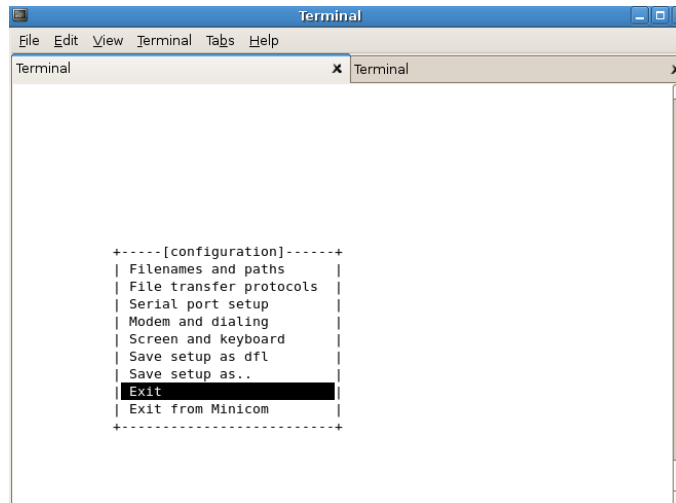 Terminal
File Edit View Terminal Tabs Help
Terminal x Terminal x
+-----[configuration]------+
| Filenames and paths      |
| File transfer protocols  |
| Serial port setup        |
| Modem and dialing        |
| Screen and keyboard      |
| Save setup as dfl        |
| Save setup as..          |
| Exit                     |
| Exit from Minicom        |
+--------------------------+